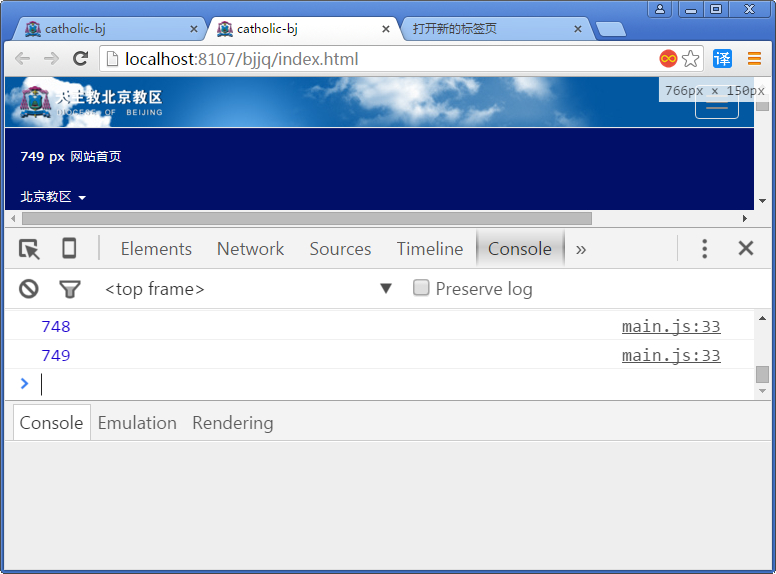 catholic-bj
catholic-bj
打开新的标签页
localhost:8107/bjjq/index.html
译
天主教北京教区
DIOCESE OF BEIJING
766px × 150px
749 px 网站首页
北京教区
Elements Network Sources Timeline Console »
<top frame> Preserve log
748 main.js:33
749 main.js:33
>
Console Emulation Rendering